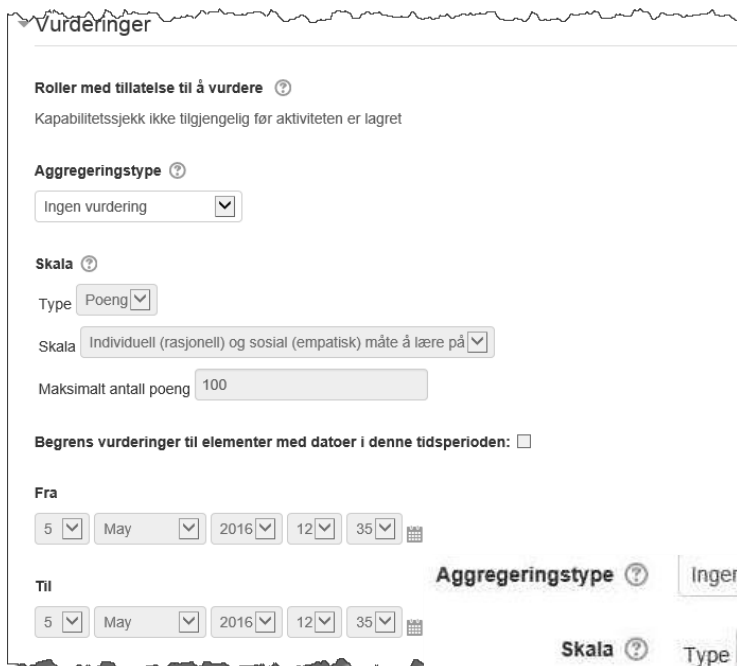 Vurderinger
Roller med tillatelse til å vurdere
Kapabilitetssjekk ikke tilgjengelig før aktiviteten er lagret
Aggregeringstype
Ingen vurdering
Skala
Type Poeng
Skala Individuell (rasjonell) og sosial (empatisk) måte å lære på
Maksimalt antall poeng 100
Begrens vurderinger til elementer med datoer i denne tidsperioden:
Fra
5 May 2016 12 35
Til
5 May 2016 12 35
Aggregeringstype Inger
Skala Type